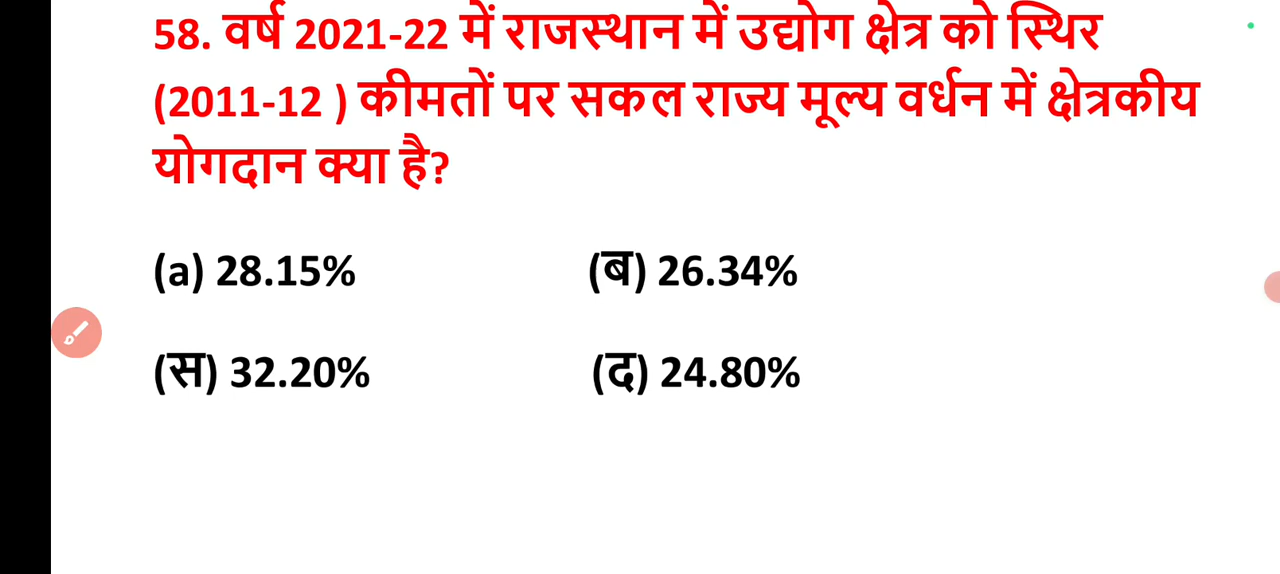 58. वर्ष 2021-22 में राजस्थान में उद्योग क्षेत्र को स्थिर
(2011-12 ) कीमतों पर सकल राज्य मूल्य वर्धन में क्षेत्रकीय
योगदान क्या है?
(a) 28.15% (ब) 26.34%
(स) 32.20% (द) 24.80%